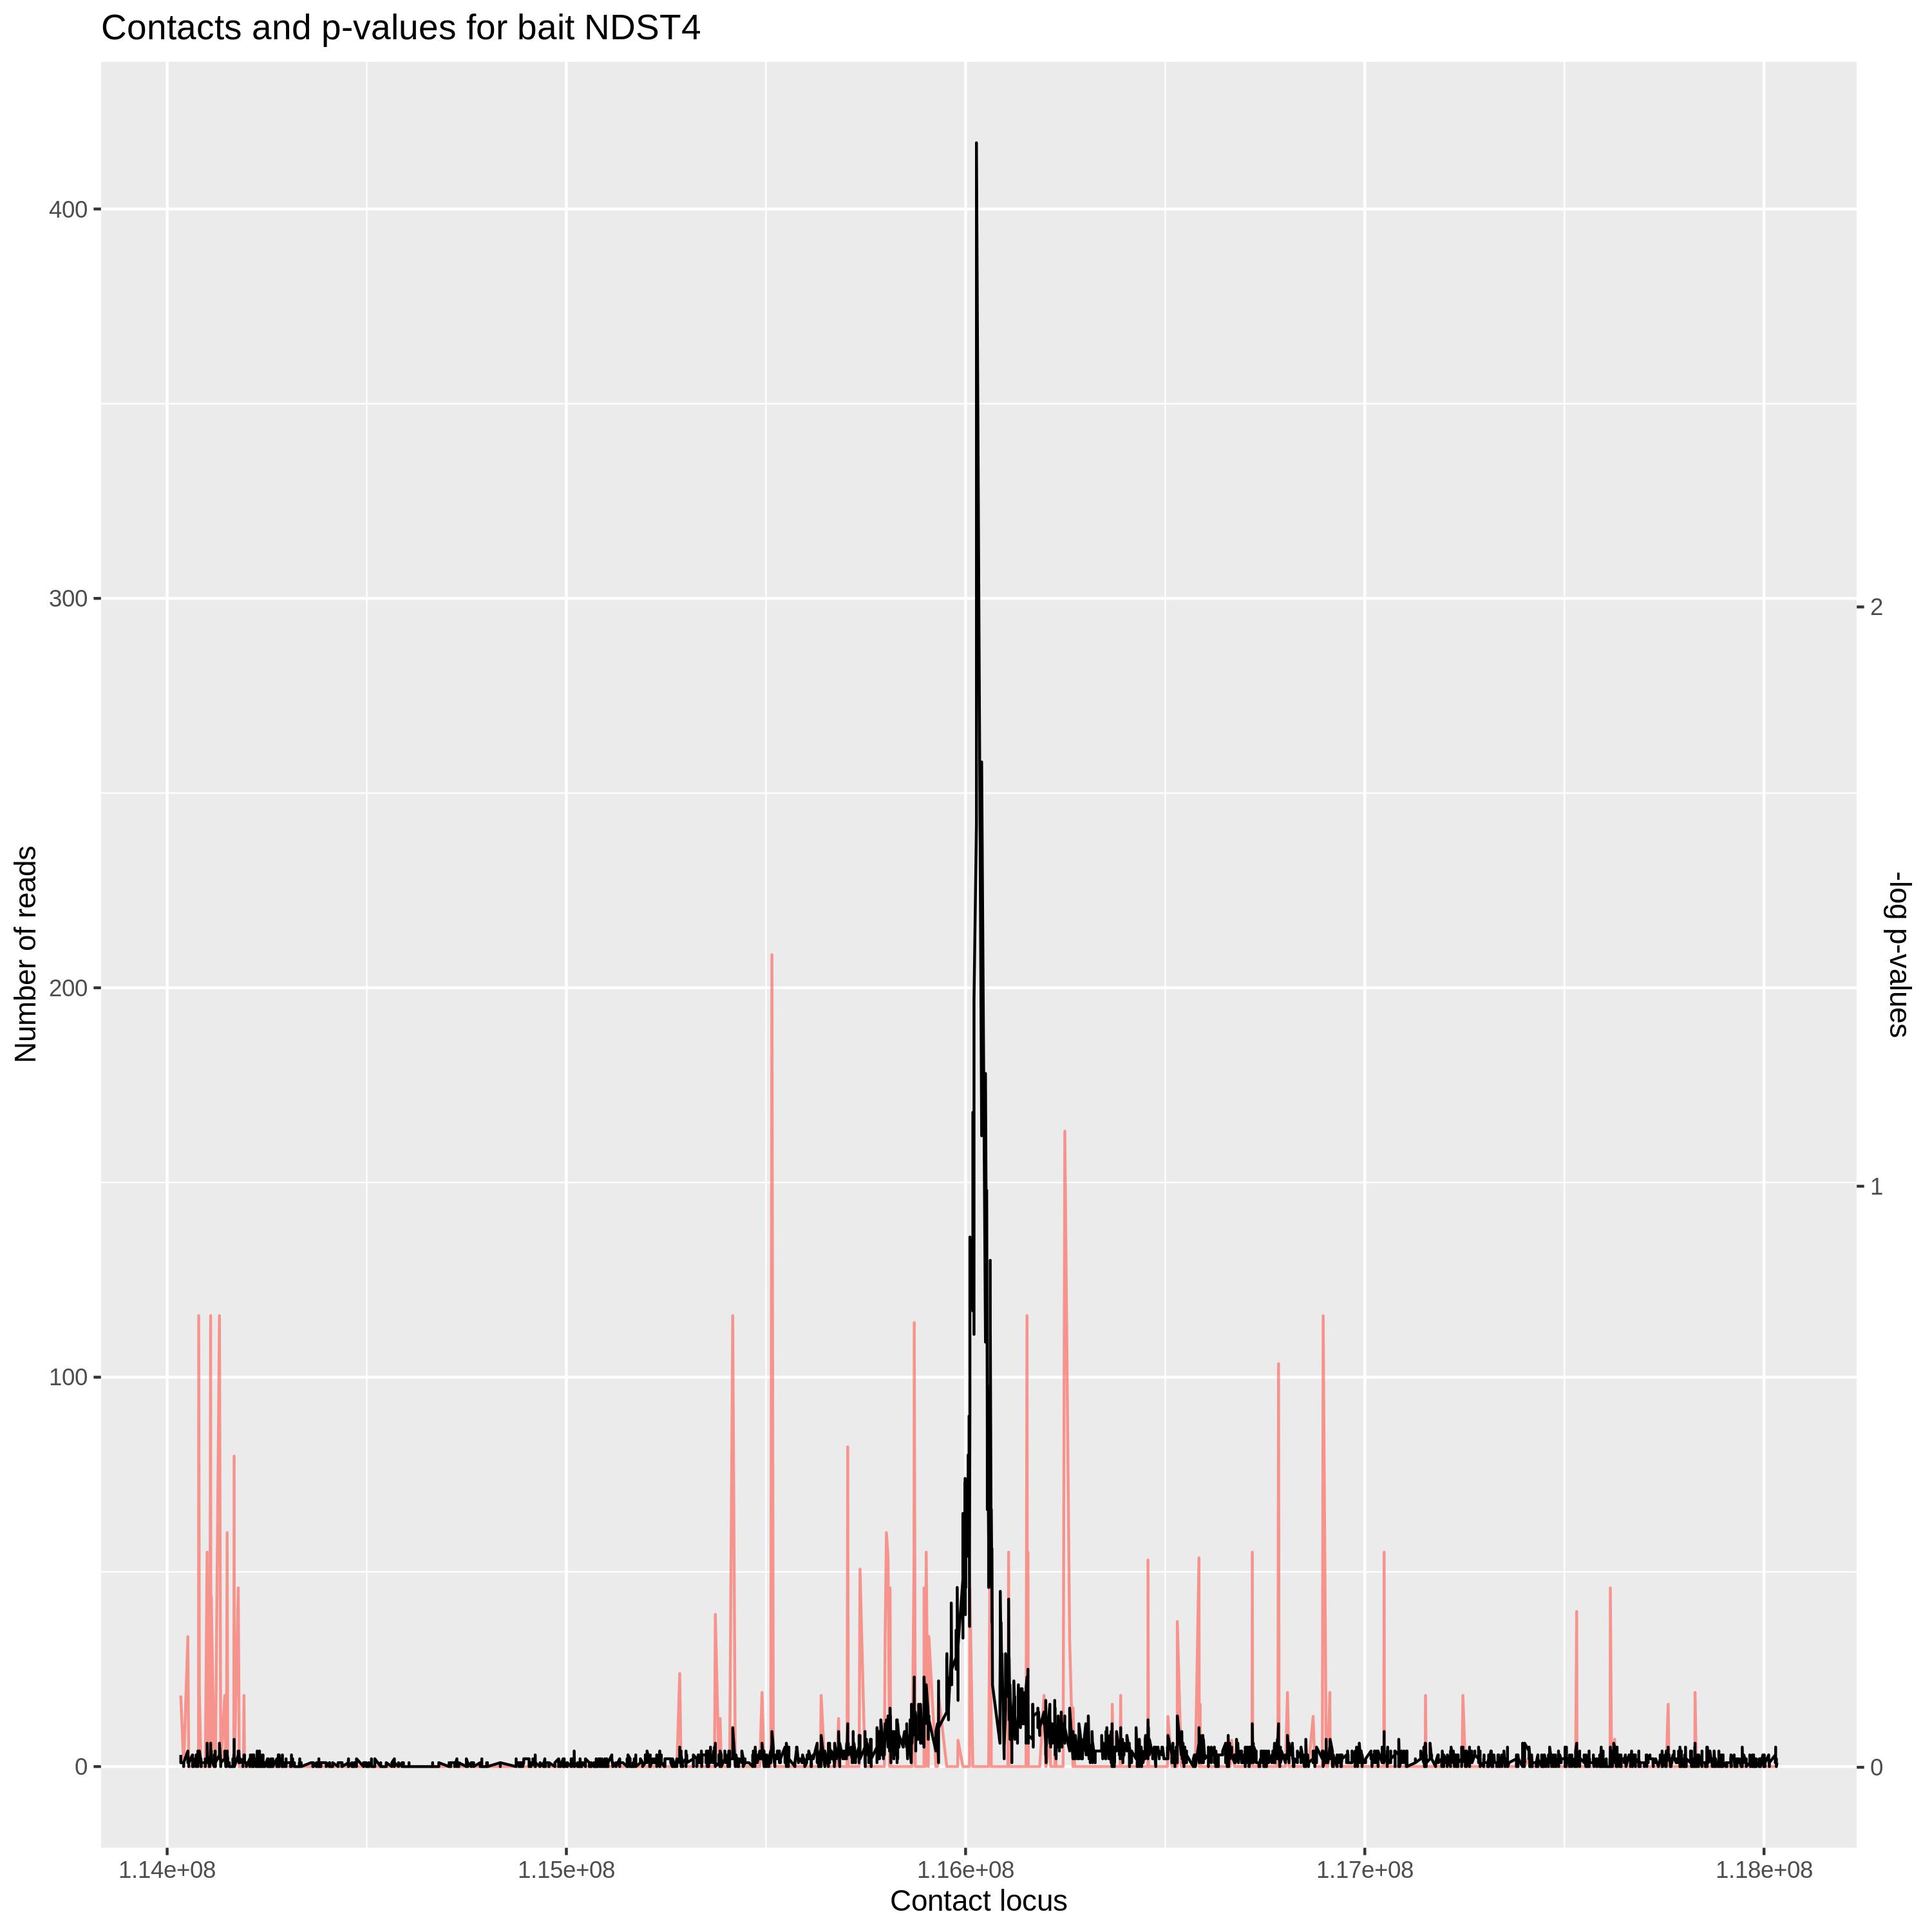 Contacts and p-values for bait NDST4
400
300
200
100
0
Number of reads
2
1
0
-log p-values
1.14e+08 1.15e+08 1.16e+08 1.17e+08 1.18e+08
Contact locus